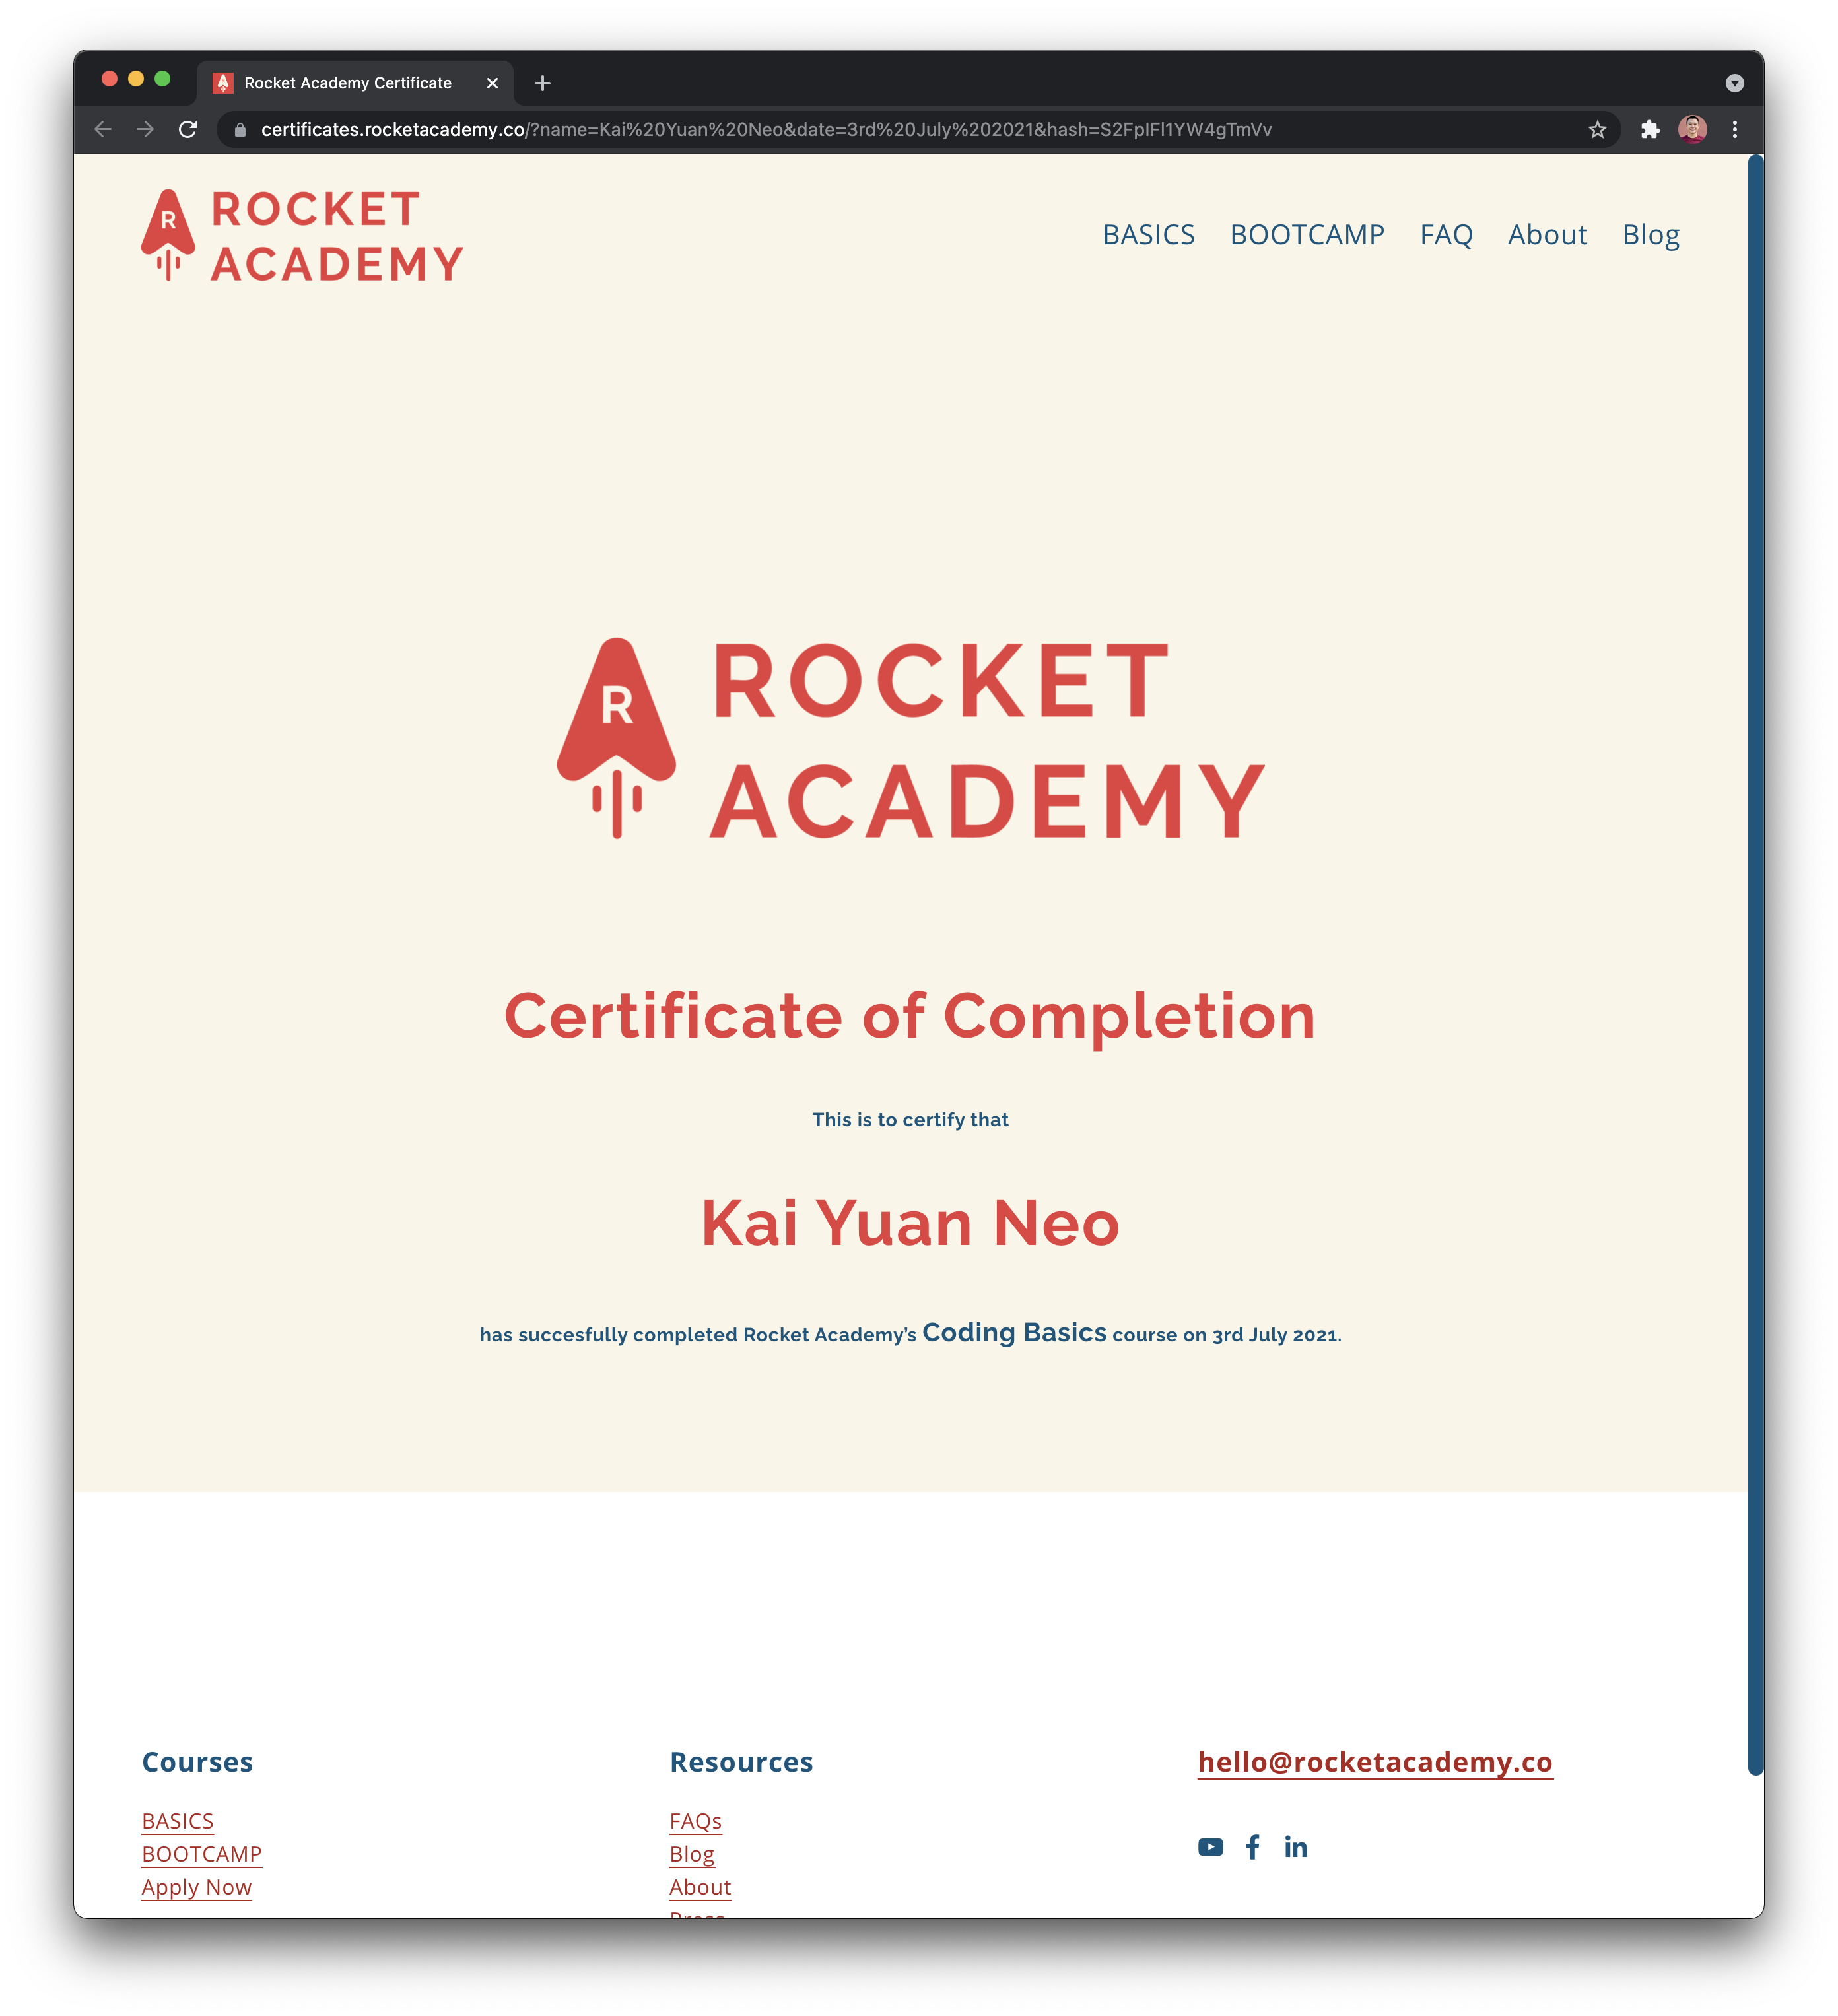 Rocket Academy Certificate
certificates.rocketacademy.co/?name=Kai%20Yuan%20Neo&date=3rd%20July%202021&hash=S2FpIFl1YW4gTmVv
R ROCKET
ACADEMY
BASICS BOOTCAMP FAQ About Blog
R ROCKET
ACADEMY
Certificate of Completion
This is to certify that
Kai Yuan Neo
has succesfully completed Rocket Academy’s Coding Basics course on 3rd July 2021.
Courses
BASICS
BOOTCAMP
Apply Now
Resources
FAQs
Blog
About
Press
hello@rocketacademy.co